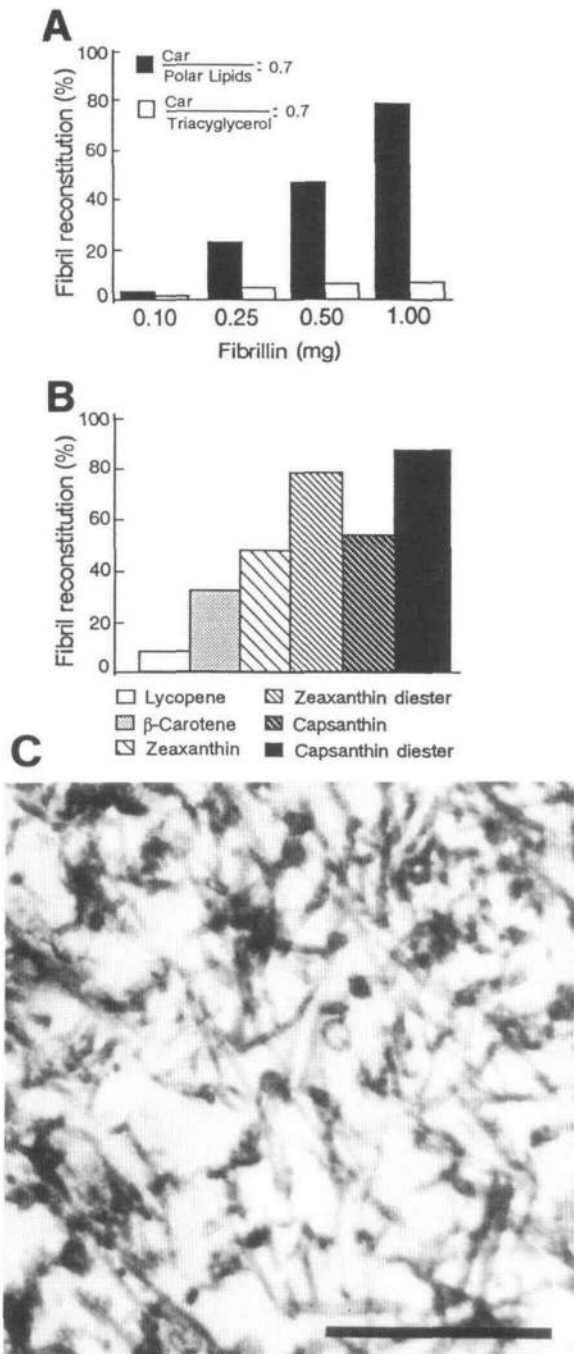 A
Fibril reconstitution (%)
100
80
60
40
20
0
Car
Polar Lipids
: 0.7
Car
Triacyglycerol
: 0.7
0.10 0.25 0.50 1.00
Fibrillin (mg)
B
Fibril reconstitution (%)
100
80
60
40
20
0
Lycopene Zeaxanthin diester
β-Carotene Capsanthin
Zeaxanthin Capsanthin diester
C